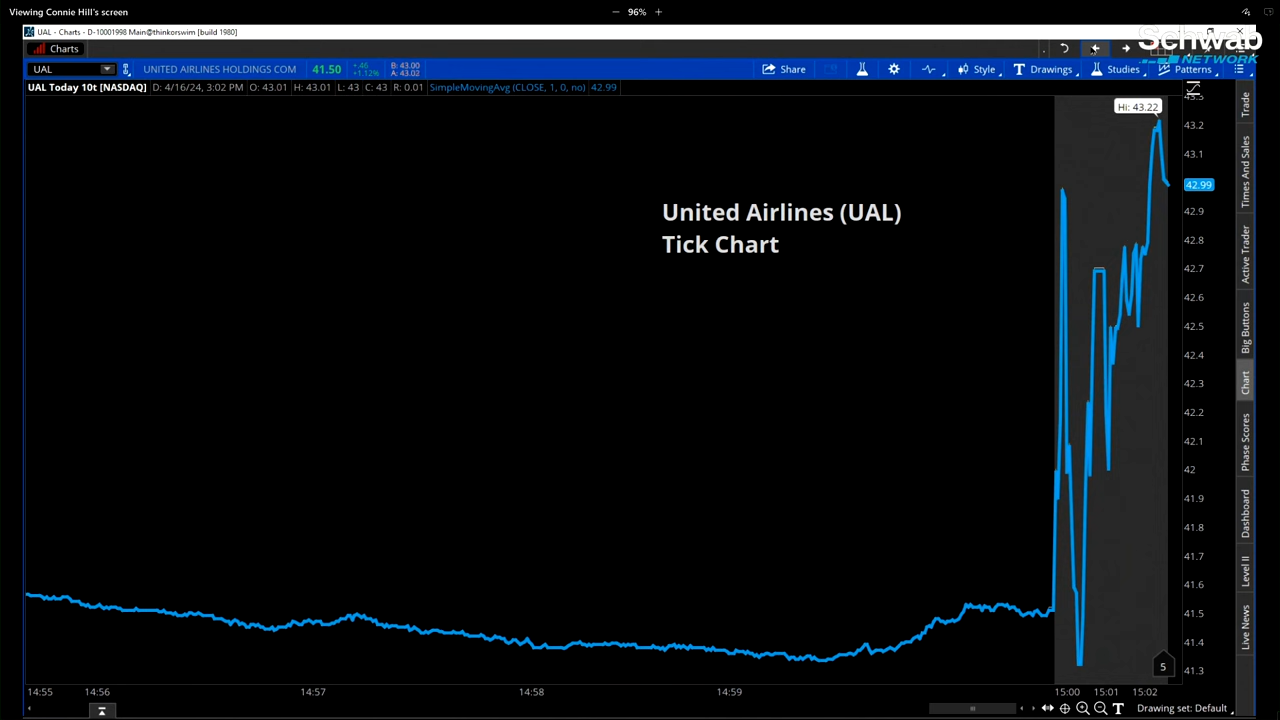 Viewing Connie Hill's screen
96%
UAL - Charts - D-10001998 Main@thinkorswim [build 1980]
Charts
Schwab
NETWORK
UAL
UNITED AIRLINES HOLDINGS COM
41.50
+.46
+1.12%
B: 43.00
A: 43.02
Share
Style
Drawings
Studies
Patterns
UAL Today 10t [NASDAQ]
D: 4/16/24, 3:02 PM
O: 43.01
H: 43.01
L: 43
C: 43
R: 0.01
SimpleMovingAvg (CLOSE, 1, 0, no)
42.99
Hi: 43.22
United Airlines (UAL)
Tick Chart
43.3
43.2
43.1
42.99
42.9
42.8
42.7
42.6
42.5
42.4
42.3
42.2
42.1
42
41.9
41.8
41.7
41.6
41.5
41.4
41.3
Trade
Times And Sales
Active Trader
Big Buttons
Chart
Phase Scores
Dashboard
Level II
Live News
5
14:55
14:56
14:57
14:58
14:59
15:00
15:01
15:02
Drawing set: Default